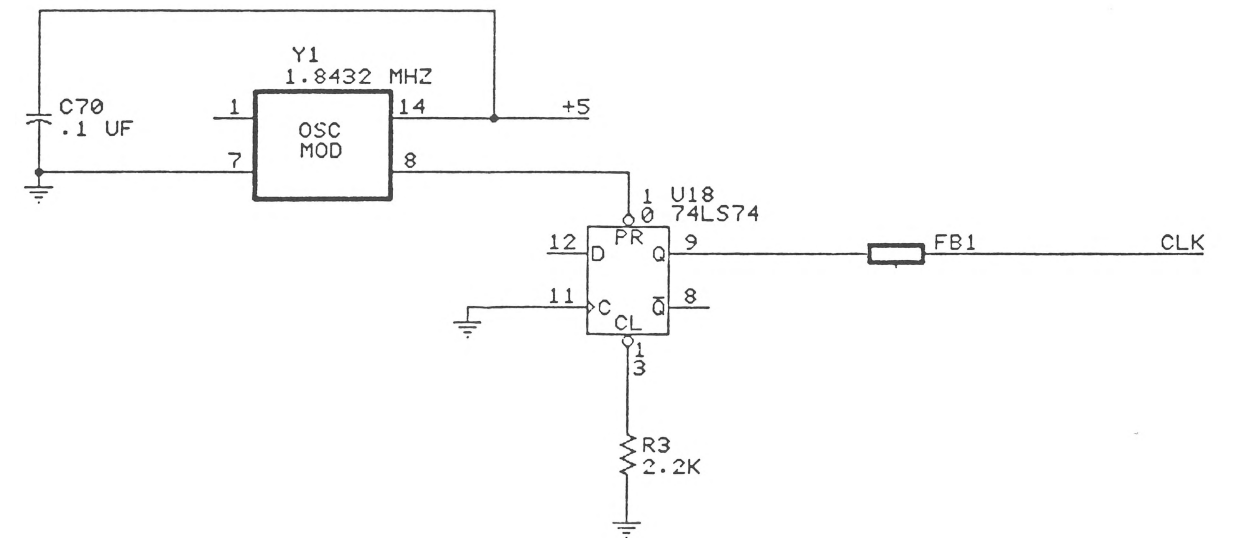 Y1
1.8432 MHZ
C70
.1 UF
1
14
+5
OSC
MOD
7
8
1
0
U18
74LS74
PR
12
D
Q
9
FB1
CLK
11
C
Q̅
8
CL
1
3
R3
2.2K